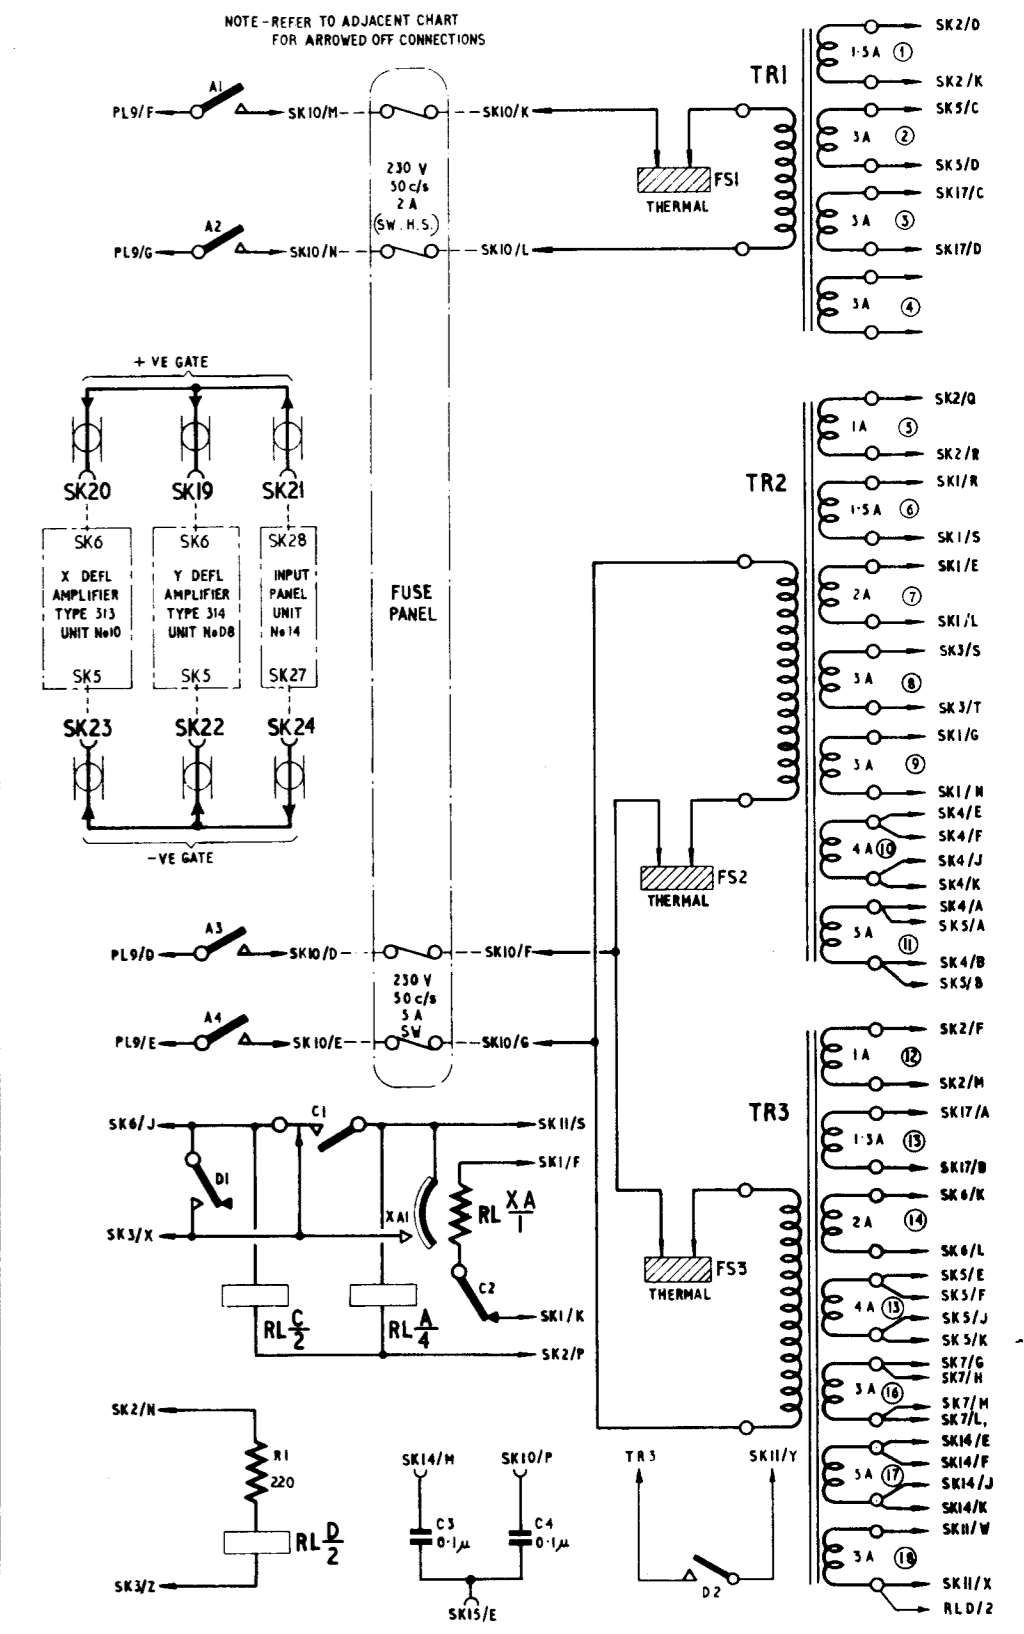 NOTE - REFER TO ADJACENT CHART
FOR ARROWED OFF CONNECTIONS
PL9/F
A1
SK10/M
SK10/K
230 V
50 c/s
2 A
(SW. H.S.)
PL9/G
A2
SK10/N
SK10/L
FS1
THERMAL
TR1
1·5A 1
SK2/D
SK2/K
3A 2
SK5/C
SK5/D
3A 3
SK17/C
SK17/D
3A 4
+ VE GATE
SK20
SK19
SK21
SK6
X DEFL
AMPLIFIER
TYPE 313
UNIT No10
SK5
SK6
Y DEFL
AMPLIFIER
TYPE 314
UNIT NoD8
SK5
SK28
INPUT
PANEL
UNIT
No14
SK27
SK23
SK22
SK24
-VE GATE
FUSE
PANEL
TR2
1A 5
SK2/Q
SK2/R
1·5A 6
SK1/R
SK1/S
2A 7
SK1/E
SK1/L
3A 8
SK3/S
SK3/T
3A 9
SK1/G
SK1/N
4A 10
SK4/E
SK4/F
SK4/J
SK4/K
5A 11
SK4/A
SK5/A
SK4/B
SK5/B
FS2
THERMAL
PL9/D
A3
SK10/D
SK10/F
230 V
50 c/s
5 A
SW
PL9/E
A4
SK10/E
SK10/G
TR3
1A 12
SK2/F
SK2/M
13
SK17/A
SK17/B
2A 14
SK6/K
SK6/L
4A
SK5/E
SK5/F
SK5/J
SK5/K
3A 16
SK7/G
SK7/H
SK7/M
SK7/L,
17
SK14/E
SK14/F
SK14/J
SK14/K
3A 18
SK11/W
SK11/X
RLD/2
FS3
THERMAL
SK6/J
C1
SK11/S
D1
SK3/X
XA1
SK1/F
RL XA/1
C2
SK1/K
RL C/2
RL A/4
SK2/P
SK2/N
R1
220
RL D/2
SK3/Z
SK14/M
SK10/P
C3
0·1µ
C4
0·1µ
SK15/E
TR3
SK11/Y
D2